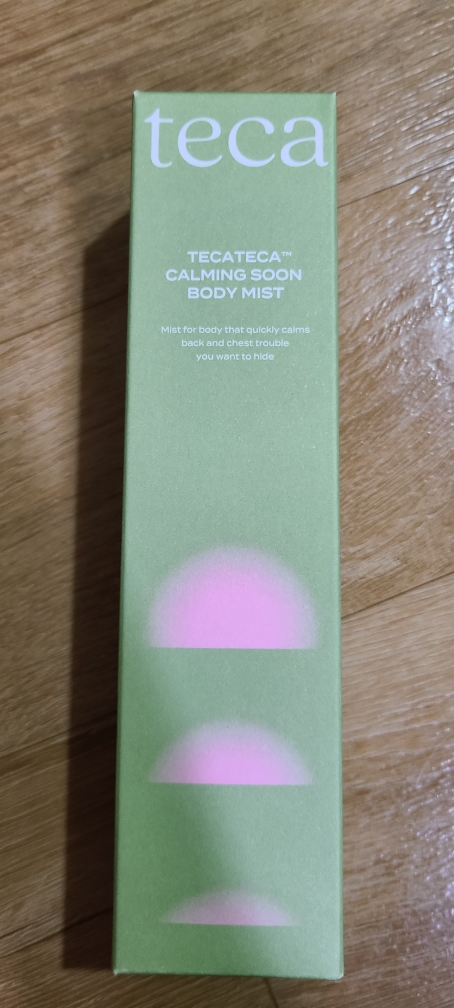 teca
TECATECA™
CALMING SOON
BODY MIST
Mist for body that quickly calms
back and chest trouble
you want to hide